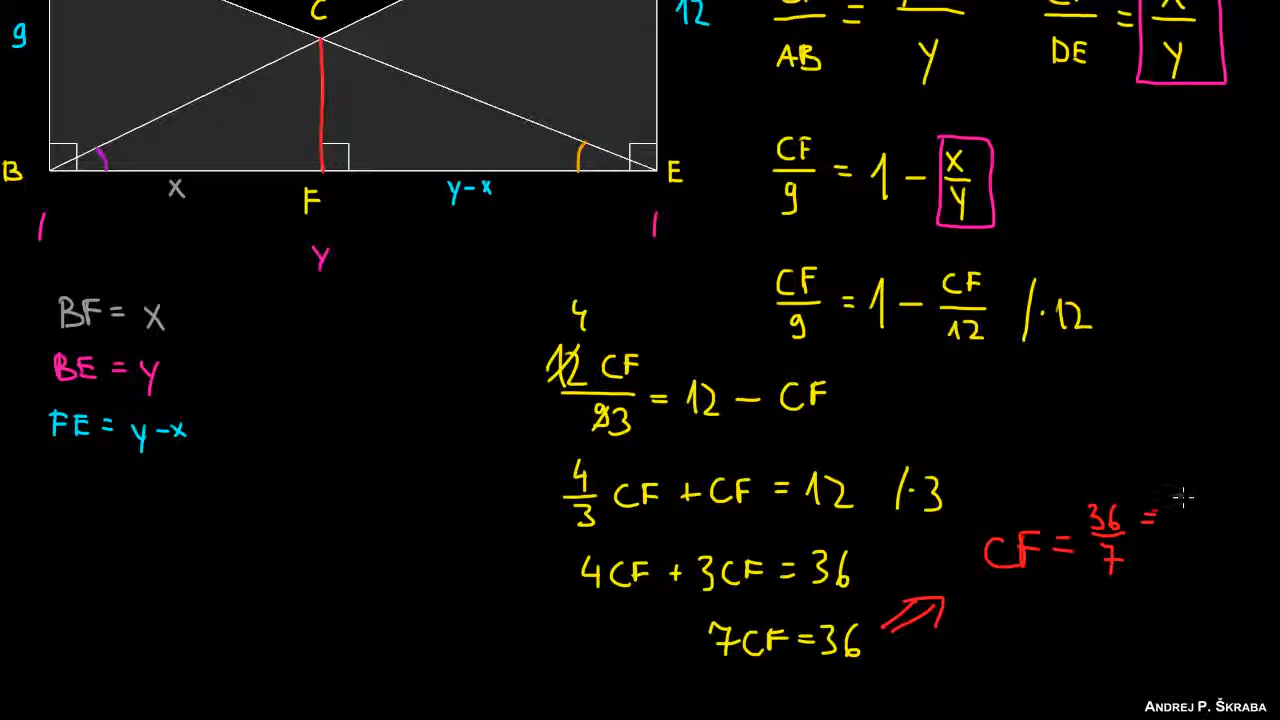 C
9
12
B
E
x
F
y-x
y
AB = y
DE = x/y
CF/9 = 1 - x/y
BF = x
BE = y
FE = y-x
CF/9 = 1 - CF/12 /·12
4
12 CF/9 3 = 12 - CF
4/3 CF + CF = 12 /·3
4CF + 3CF = 36
7CF = 36
CF = 36/7 =
ANDREJ P. ŠKRABA